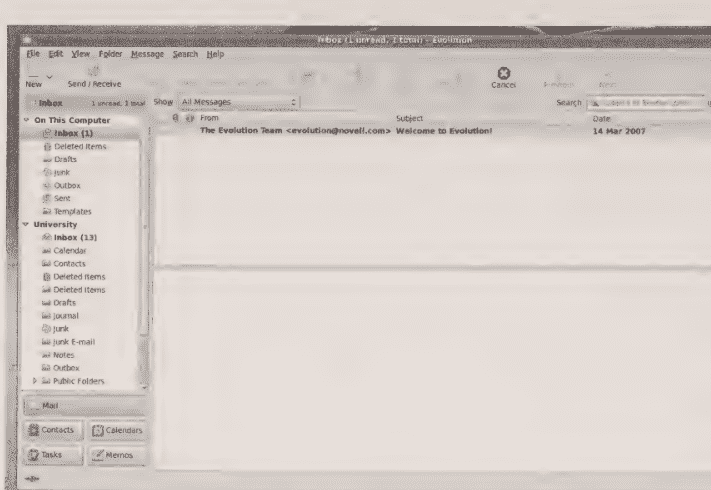 Inbox (1 unread, 1 total) - Evolution
File Edit View Folder Message Search Help
New Send / Receive Cancel
Inbox 1 unread, 1 total Show All Messages Search
On This Computer From Subject Date
Inbox (1) The Evolution Team <evolution@novell.com> Welcome to Evolution! 14 Mar 2007
Deleted Items
Drafts
Junk
Outbox
Sent
Templates
University
Inbox (13)
Calendar
Contacts
Deleted Items
Deleted Items
Drafts
Journal
Junk
Junk E-mail
Notes
Outbox
Public Folders
Mail
Contacts Calendars
Tasks Memos